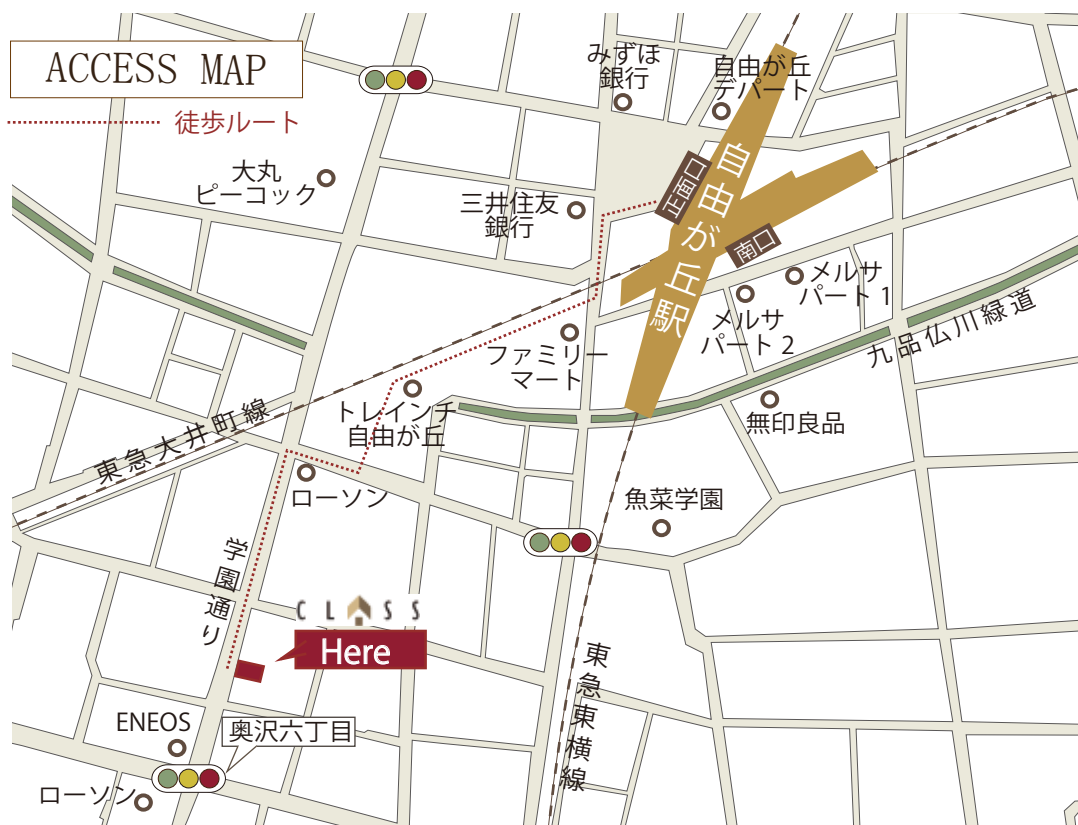 ACCESS MAP
徒歩ルート
みずほ
銀行
自由が丘
デパート
大丸
ピーコック
三井住友
銀行
正面口
自由が丘駅
南口
メルサ
パート 1
メルサ
パート 2
九品仏川緑道
ファミリー
マート
トレインチ
自由が丘
無印良品
東急大井町線
ローソン
魚菜学園
学園通り
CLASS
Here
東急東横線
ENEOS
奥沢六丁目
ローソン